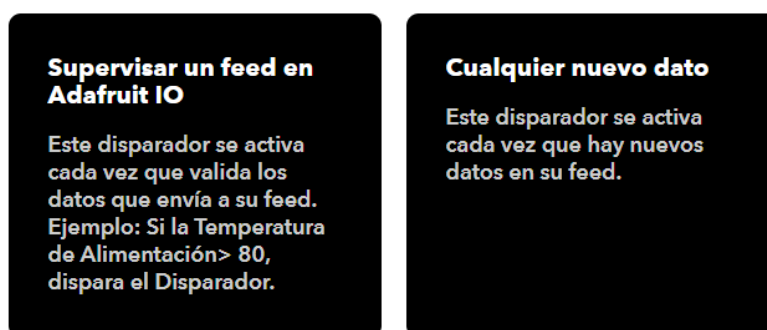 Supervisar un feed en
Adafruit IO
Este disparador se activa
cada vez que valida los
datos que envía a su feed.
Ejemplo: Si la Temperatura
de Alimentación> 80,
dispara el Disparador.
Cualquier nuevo dato
Este disparador se activa
cada vez que hay nuevos
datos en su feed.